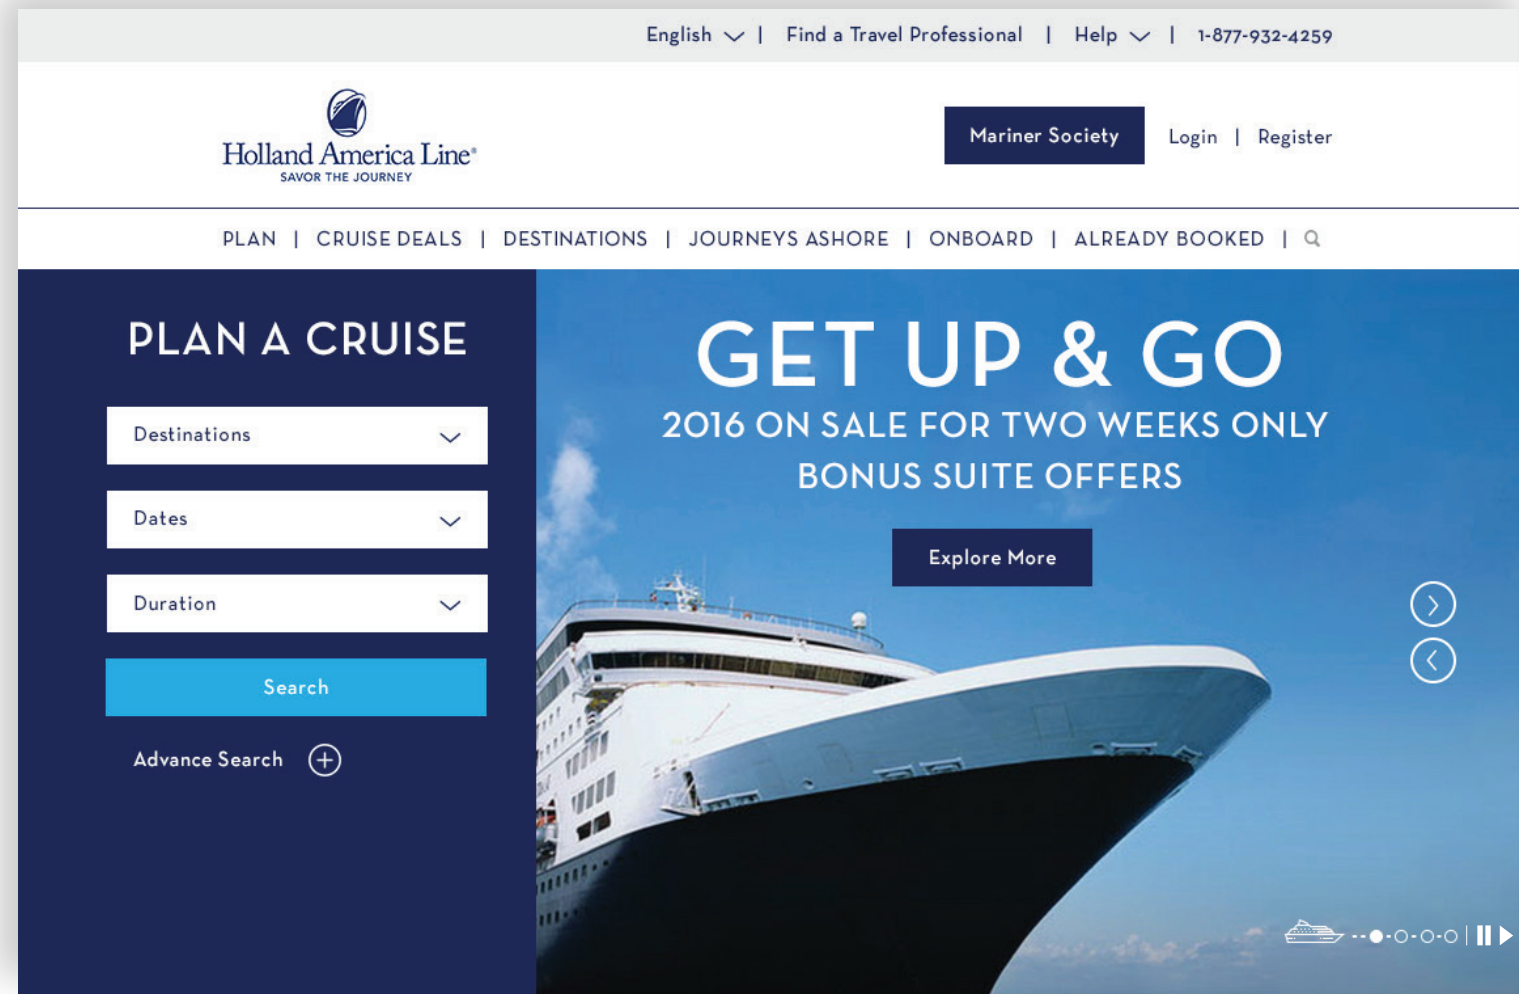 English | Find a Travel Professional | Help | 1-877-932-4259
Holland America Line®
SAVOR THE JOURNEY
Mariner Society Login | Register
PLAN | CRUISE DEALS | DESTINATIONS | JOURNEYS ASHORE | ONBOARD | ALREADY BOOKED |
PLAN A CRUISE
Destinations
Dates
Duration
Search
Advance Search
GET UP & GO
2016 ON SALE FOR TWO WEEKS ONLY
BONUS SUITE OFFERS
Explore More